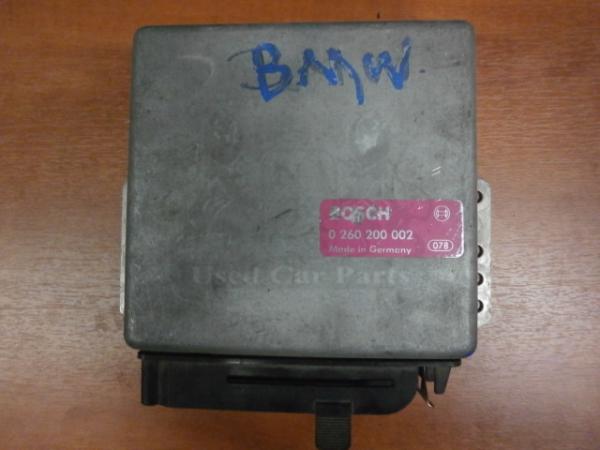 BMW
BOSCH
0 260 200 002
Made in Germany
078
Used Car Parts